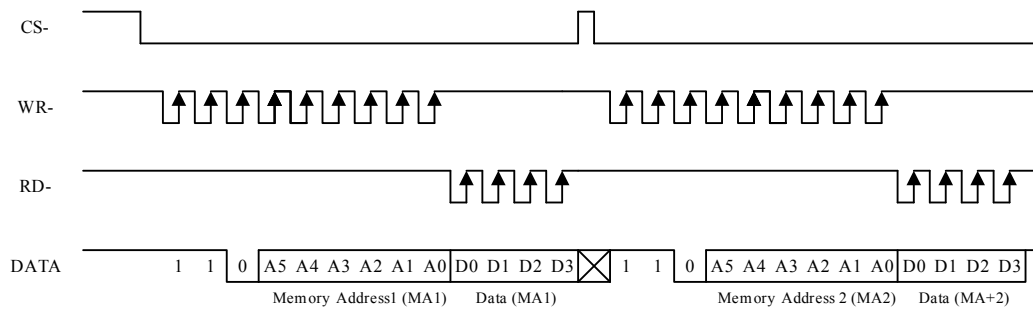 CS-
WR-
RD-
DATA 1 1 0 A5 A4 A3 A2 A1 A0 D0 D1 D2 D3 1 1 0 A5 A4 A3 A2 A1 A0 D0 D1 D2 D3
Memory Address1 (MA1) Data (MA1) Memory Address 2 (MA2) Data (MA+2)